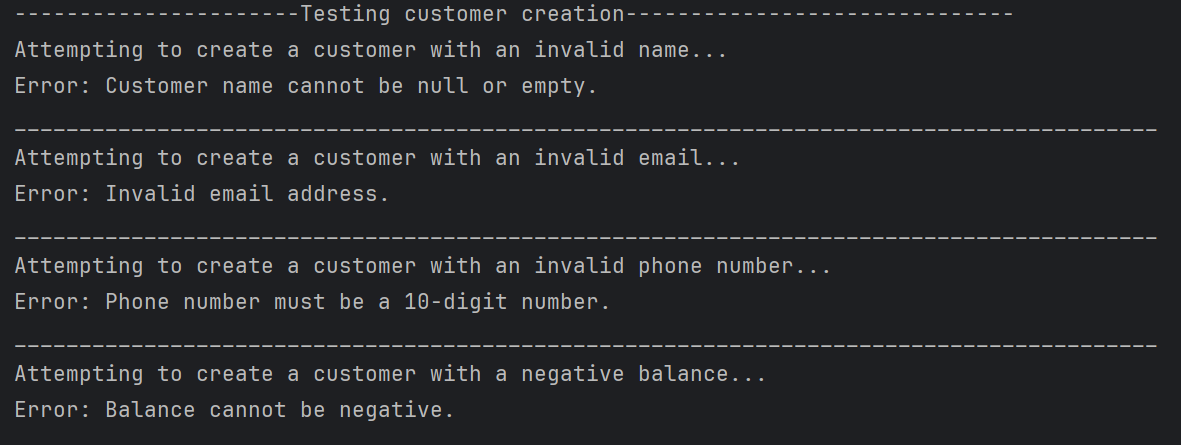 ----------------------Testing customer creation------------------------------
Attempting to create a customer with an invalid name...
Error: Customer name cannot be null or empty.
________________________________________________________________________________________
Attempting to create a customer with an invalid email...
Error: Invalid email address.
________________________________________________________________________________________
Attempting to create a customer with an invalid phone number...
Error: Phone number must be a 10-digit number.
________________________________________________________________________________________
Attempting to create a customer with a negative balance...
Error: Balance cannot be negative.